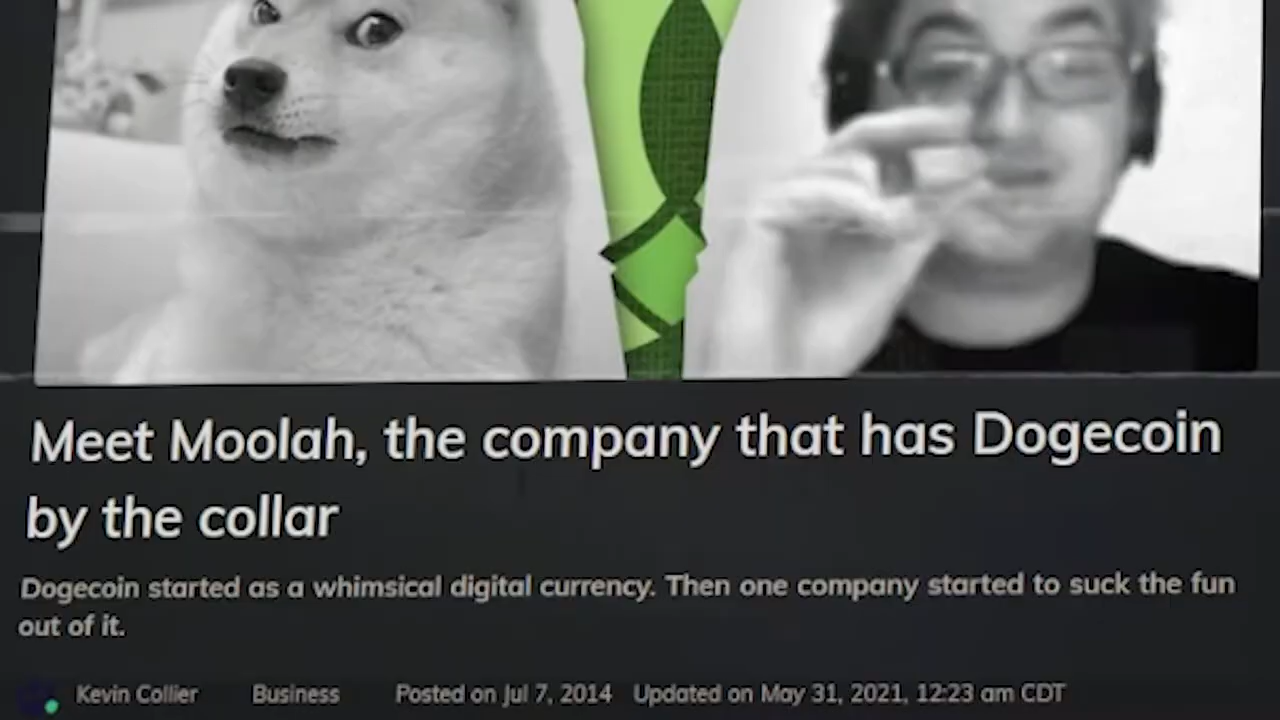 Meet Moolah, the company that has Dogecoin
by the collar
Dogecoin started as a whimsical digital currency. Then one company started to suck the fun
out of it.
Kevin Collier Business Posted on Jul 7, 2014 Updated on May 31, 2021, 12:23 am CDT